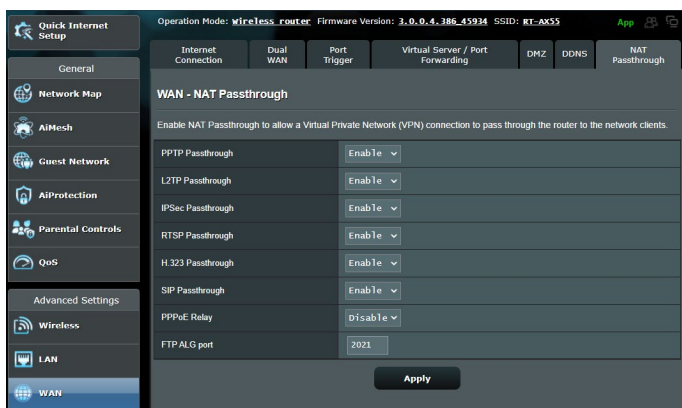 Quick Internet
Setup
Operation Mode: Wireless router Firmware Version: 3.0.0.4.386_45934 SSID: RT-AX55
App
Internet
Connection
Dual
WAN
Port
Trigger
Virtual Server / Port
Forwarding
DMZ
DDNS
NAT
Passthrough
General
Network Map
AiMesh
Guest Network
AiProtection
Parental Controls
QoS
Advanced Settings
Wireless
LAN
WAN
WAN - NAT Passthrough
Enable NAT Passthrough to allow a Virtual Private Network (VPN) connection to pass through the router to the network clients.
PPTP Passthrough Enable
L2TP Passthrough Enable
IPSec Passthrough Enable
RTSP Passthrough Enable
H.323 Passthrough Enable
SIP Passthrough Enable
PPPoE Relay Disable
FTP ALG port 2021
Apply